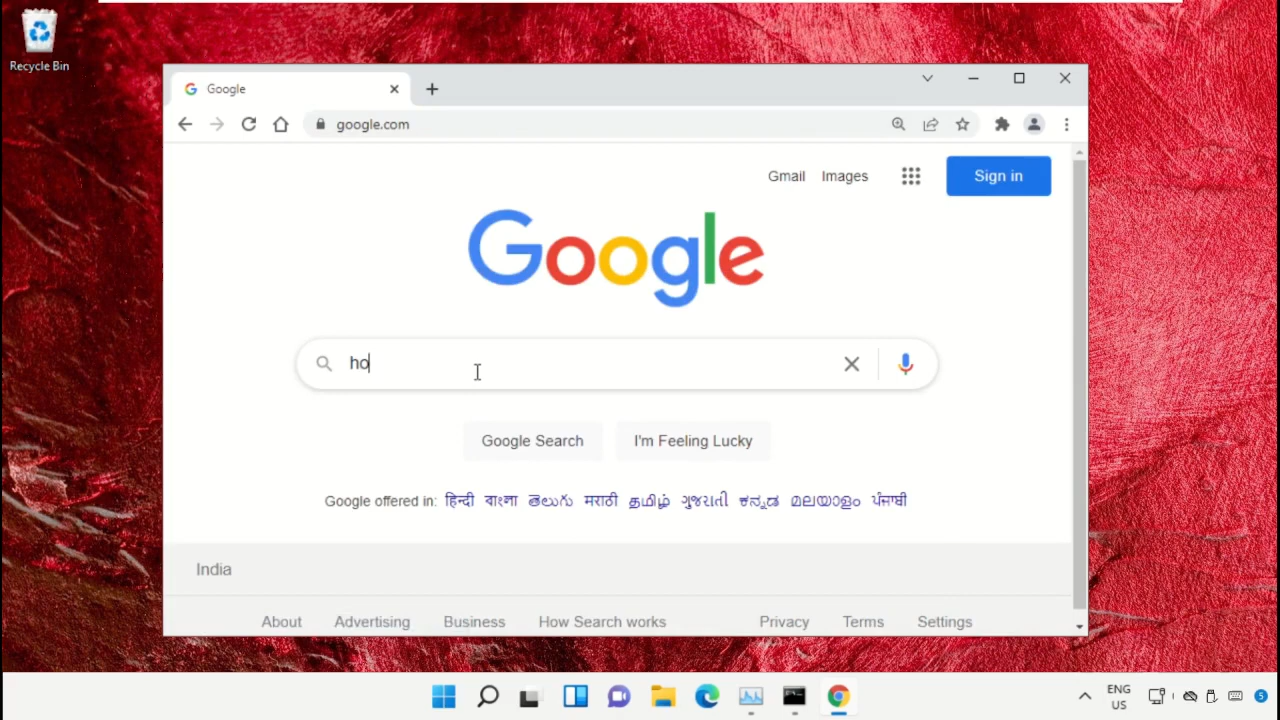 Recycle Bin
Google
google.com
Gmail Images Sign in
Google
ho
Google Search I'm Feeling Lucky
Google offered in: हिन्दी বাংলা తెలుగు मराठी தமிழ் ગુજરાતી ಕನ್ನಡ മലയാളം ਪੰਜਾਬੀ
India
About Advertising Business How Search works Privacy Terms Settings
ENG
US
5